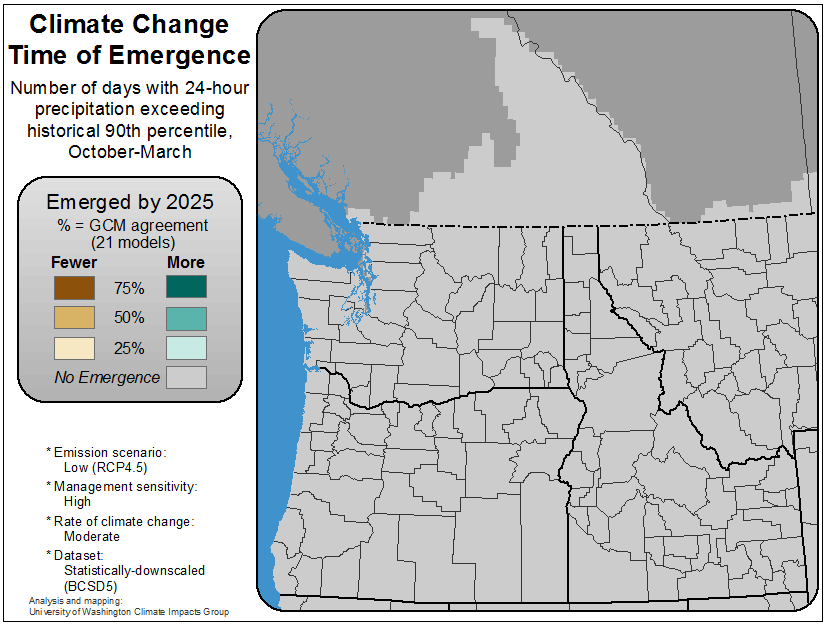 Climate Change
Time of Emergence
Number of days with 24-hour
precipitation exceeding
historical 90th percentile,
October-March
Emerged by 2025
% = GCM agreement
(21 models)
Fewer More
75%
50%
25%
No Emergence
* Emission scenario:
Low (RCP4.5)
* Management sensitivity:
High
* Rate of climate change:
Moderate
* Dataset:
Statistically-downscaled
(BCSD5)
Analysis and mapping:
University of Washington Climate Impacts Group